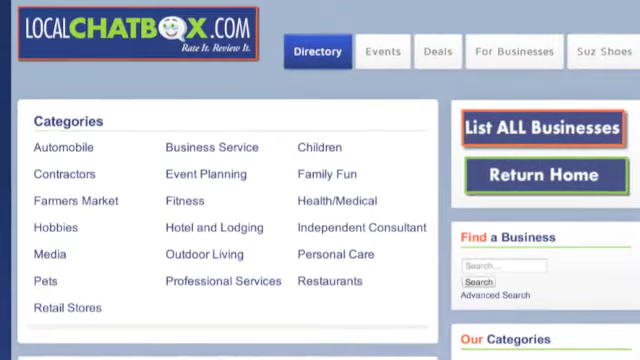 LOCALCHATBOX.COM
Rate It. Review It.
Directory
Events
Deals
For Businesses
Suz Shoes
Categories
Automobile
Business Service
Children
Contractors
Event Planning
Family Fun
Farmers Market
Fitness
Health/Medical
Hobbies
Hotel and Lodging
Independent Consultant
Media
Outdoor Living
Personal Care
Pets
Professional Services
Restaurants
Retail Stores
List ALL Businesses
Return Home
Find a Business
Search...
Search
Advanced Search
Our Categories